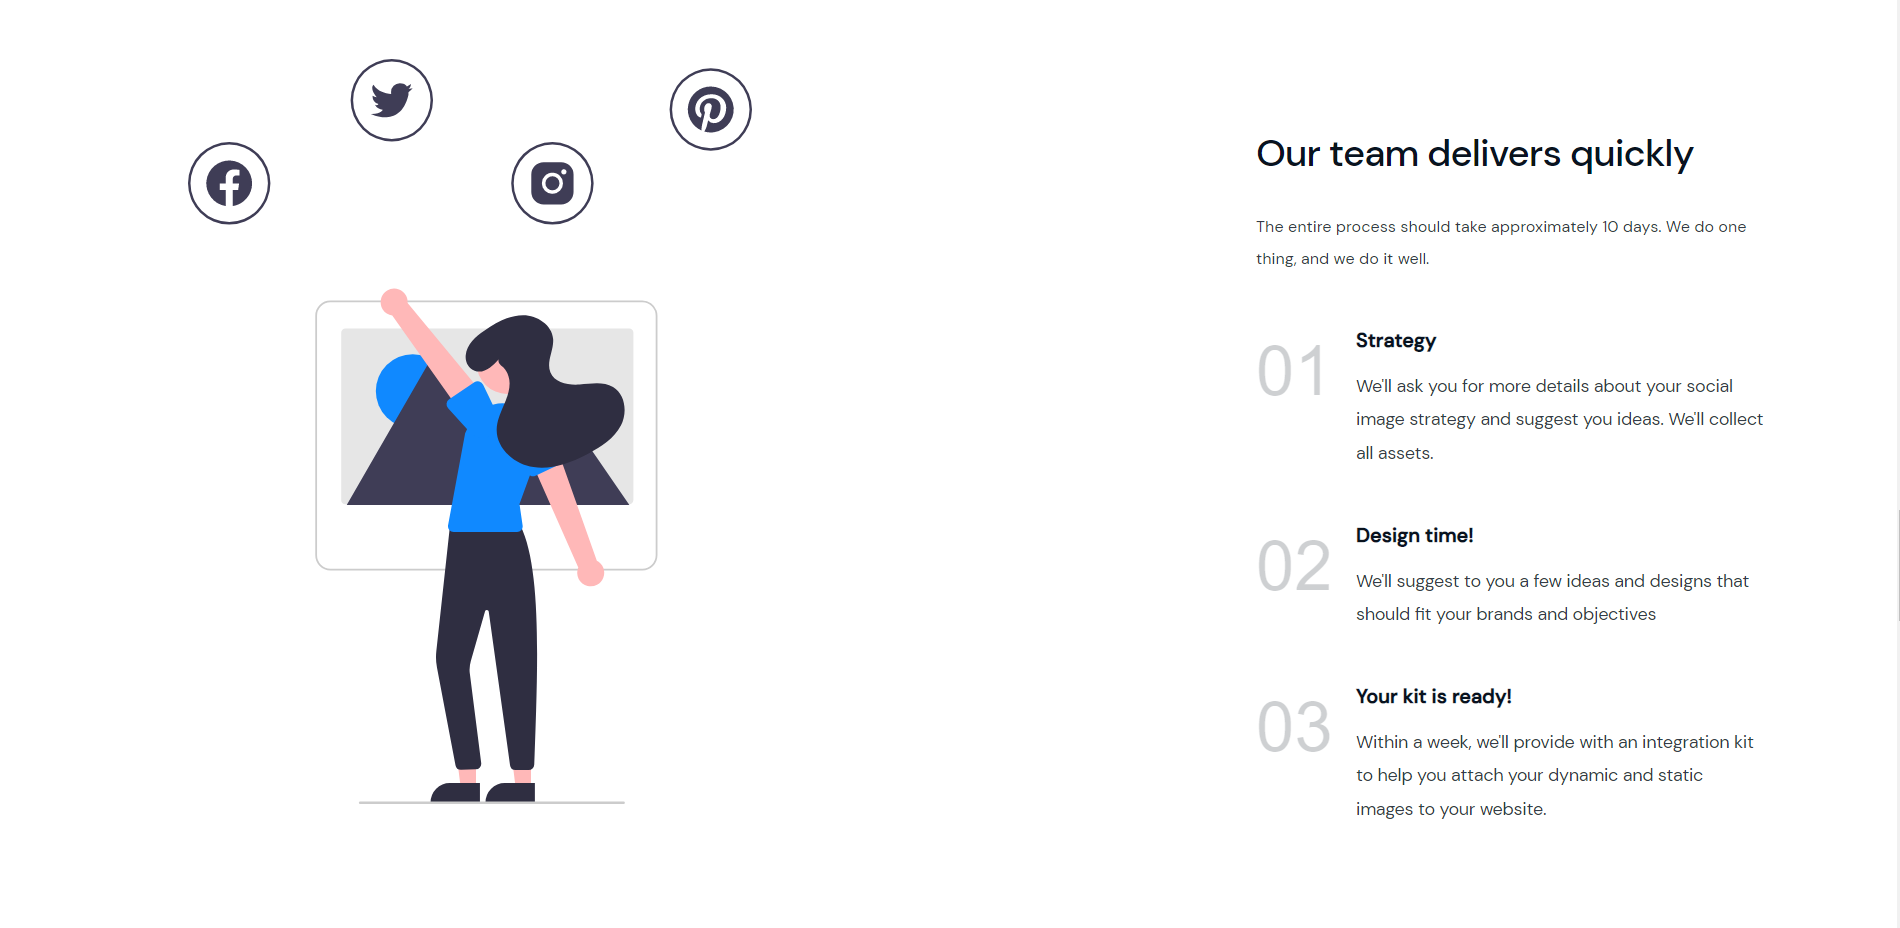 Our team delivers quickly
The entire process should take approximately 10 days. We do one
thing, and we do it well.
01
Strategy
We'll ask you for more details about your social
image strategy and suggest you ideas. We'll collect
all assets.
02
Design time!
We'll suggest to you a few ideas and designs that
should fit your brands and objectives
03
Your kit is ready!
Within a week, we'll provide with an integration kit
to help you attach your dynamic and static
images to your website.